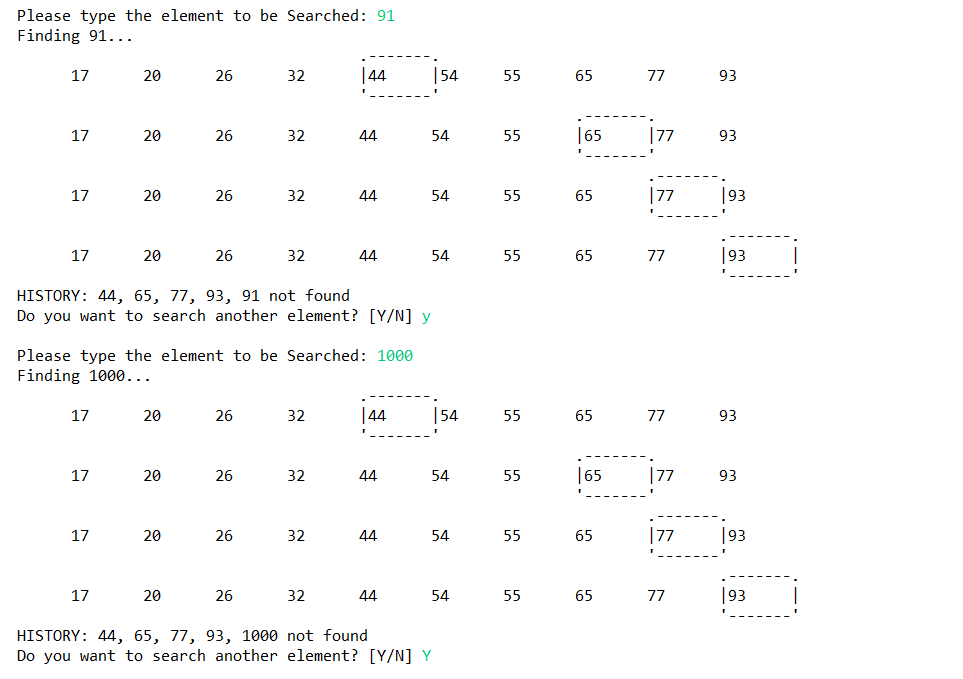 Please type the element to be Searched: 91
Finding 91...
.-------.
17 20 26 32 |44 |54 55 65 77 93
'-------'
.-------.
17 20 26 32 44 54 55 |65 |77 93
'-------'
.-------.
17 20 26 32 44 54 55 65 |77 |93
'-------'
.-------.
17 20 26 32 44 54 55 65 77 |93 |
'-------'
HISTORY: 44, 65, 77, 93, 91 not found
Do you want to search another element? [Y/N] y
Please type the element to be Searched: 1000
Finding 1000...
.-------.
17 20 26 32 |44 |54 55 65 77 93
'-------'
.-------.
17 20 26 32 44 54 55 |65 |77 93
'-------'
.-------.
17 20 26 32 44 54 55 65 |77 |93
'-------'
.-------.
17 20 26 32 44 54 55 65 77 |93 |
'-------'
HISTORY: 44, 65, 77, 93, 1000 not found
Do you want to search another element? [Y/N] Y